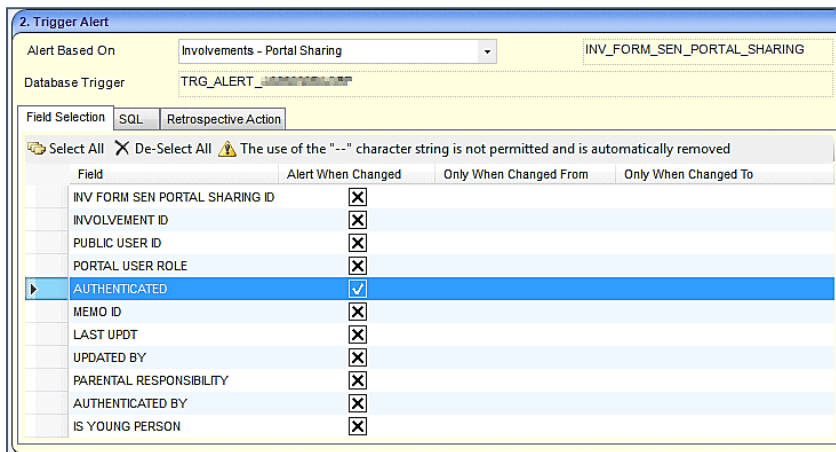 2. Trigger Alert
Alert Based On Involvements - Portal Sharing INV_FORM_SEN_PORTAL_SHARING
Database Trigger TRG_ALERT_
Field Selection SQL Retrospective Action
Select All De-Select All The use of the "--" character string is not permitted and is automatically removed
Field Alert When Changed Only When Changed From Only When Changed To
INV FORM SEN PORTAL SHARING ID
INVOLVEMENT ID
PUBLIC USER ID
PORTAL USER ROLE
AUTHENTICATED
MEMO ID
LAST UPDT
UPDATED BY
PARENTAL RESPONSIBILITY
AUTHENTICATED BY
IS YOUNG PERSON